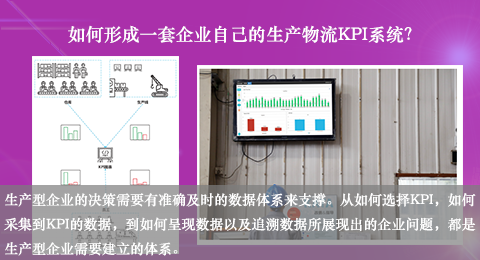 如何形成一套企业自己的生产物流KPI系统？
仓库
生产线
KPI图表
生产型企业的决策需要有准确及时的数据体系来支撑。从如何选择KPI，如何
采集到KPI的数据，到如何呈现数据以及追溯数据所展现出的企业问题，都是
生产型企业需要建立的体系。